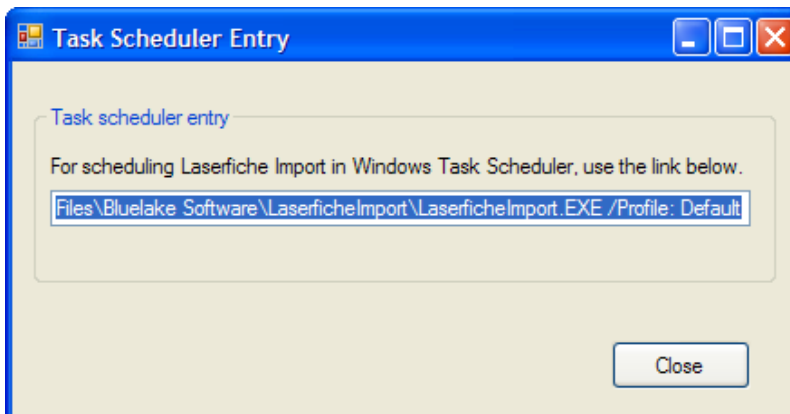 Task Scheduler Entry
Task scheduler entry
For scheduling Laserfiche Import in Windows Task Scheduler, use the link below.
Files\Bluelake Software\LaserficheImport\LaserficheImport.EXE /Profile: Default
Close